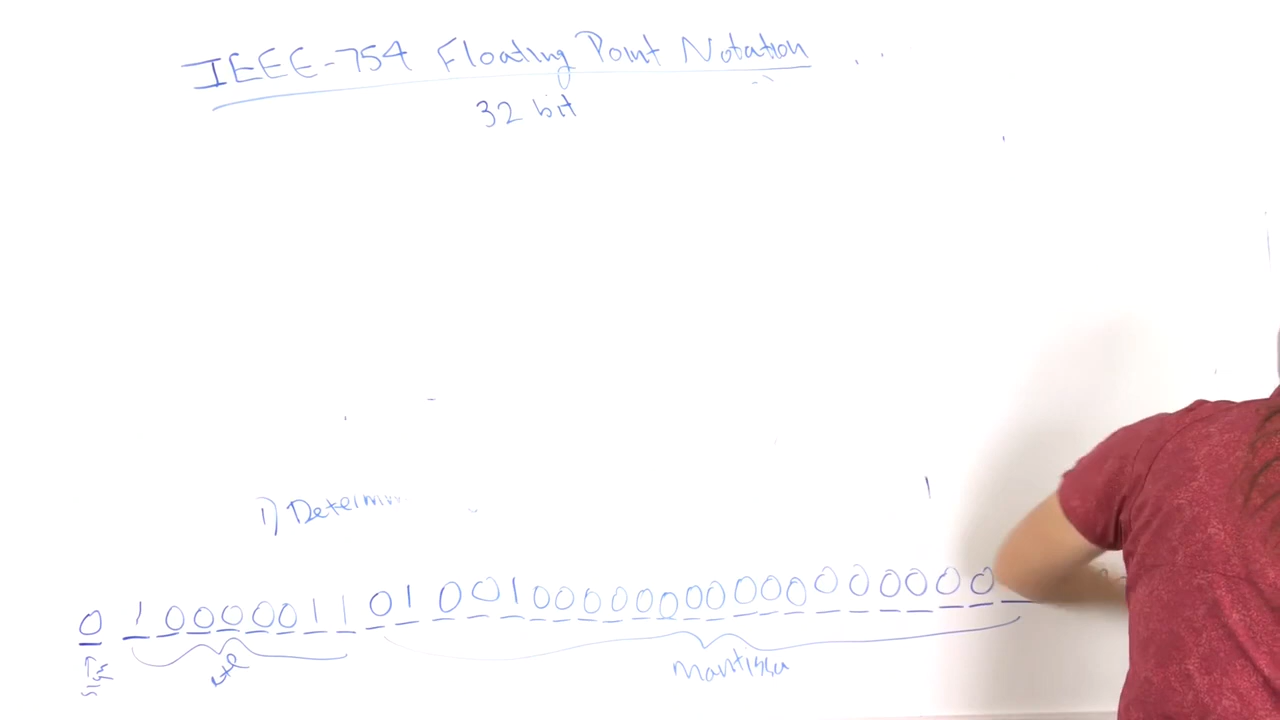 IEEE-754 Floating Point Notation
32 bit
1) Determin
0 1 0 0 0 0 0 1 1 0 1 0 0 1 0 0 0 0 0 0 0 0 0 0 0 0 0 0 0 0 0
mantissa